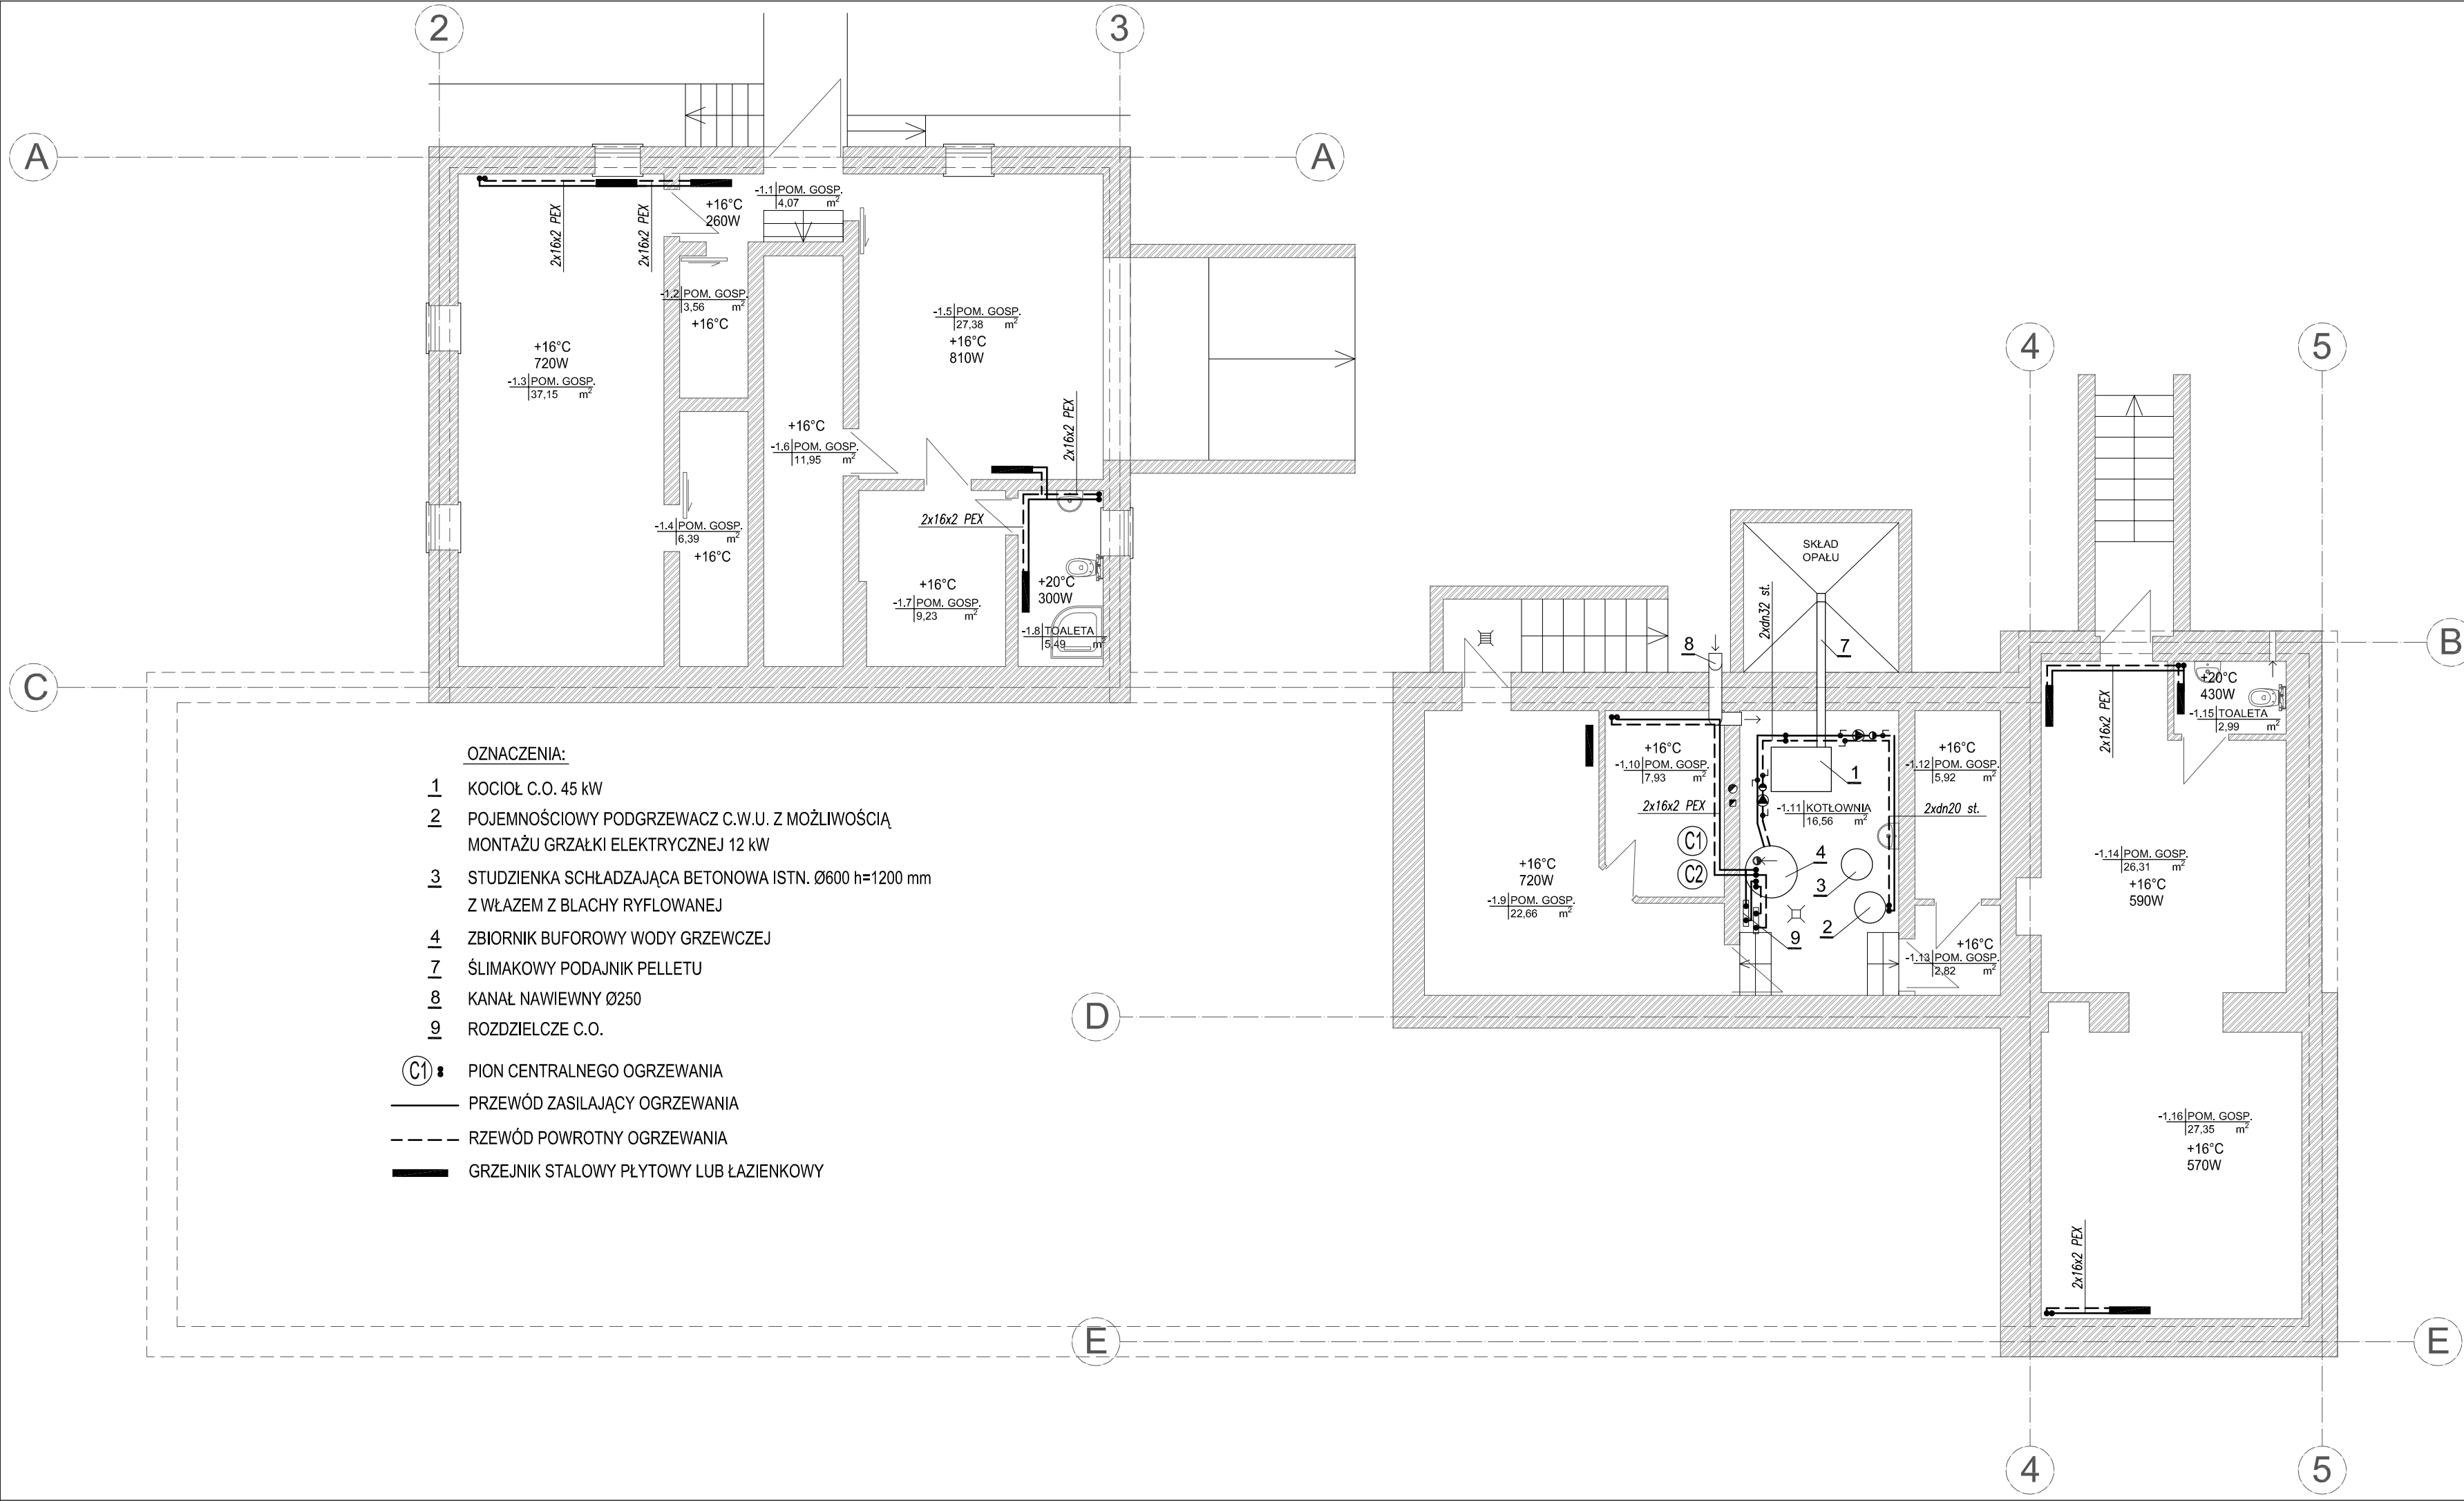 2
3
A
A
-1.1 POM. GOSP.
4,07 m²
+16°C
260W
2x16x2 PEX
2x16x2 PEX
-1.2 POM. GOSP.
3,56 m²
+16°C
+16°C
720W
-1.3 POM. GOSP.
37,15 m²
-1.5 POM. GOSP.
27,38 m²
+16°C
810W
4
5
+16°C
-1.6 POM. GOSP.
11,95 m²
2x16x2 PEX
-1.4 POM. GOSP.
6,39 m²
+16°C
2x16x2 PEX
+16°C
-1.7 POM. GOSP.
9,23 m²
+20°C
300W
-1.8 TOALETA
5,49 m²
SKŁAD
OPAŁU
2xdn32 st.
8
7
B
C
+20°C
430W
-1.15 TOALETA
2,99 m²
2x16x2 PEX
+16°C
-1.10 POM. GOSP.
7,93 m²
2x16x2 PEX
1
-1.11 KOTŁOWNIA
16,56 m²
+16°C
-1.12 POM. GOSP.
5,92 m²
2xdn20 st.
C1
C2
4
3
2
9
+16°C
720W
-1.9 POM. GOSP.
22,66 m²
-1.14 POM. GOSP.
26,31 m²
+16°C
590W
+16°C
-1.13 POM. GOSP.
2,82 m²
D
-1.16 POM. GOSP.
27,35 m²
+16°C
570W
2x16x2 PEX
E
E
4
5
OZNACZENIA:
1 KOCIOŁ C.O. 45 kW
2 POJEMNOŚCIOWY PODGRZEWACZ C.W.U. Z MOŻLIWOŚCIĄ
MONTAŻU GRZAŁKI ELEKTRYCZNEJ 12 kW
3 STUDZIENKA SCHŁADZAJĄCA BETONOWA ISTN. Ø600 h=1200 mm
Z WŁAZEM Z BLACHY RYFLOWANEJ
4 ZBIORNIK BUFOROWY WODY GRZEWCZEJ
7 ŚLIMAKOWY PODAJNIK PELLETU
8 KANAŁ NAWIEWNY Ø250
9 ROZDZIELCZE C.O.
C1 PION CENTRALNEGO OGRZEWANIA
PRZEWÓD ZASILAJĄCY OGRZEWANIA
RZEWÓD POWROTNY OGRZEWANIA
GRZEJNIK STALOWY PŁYTOWY LUB ŁAZIENKOWY